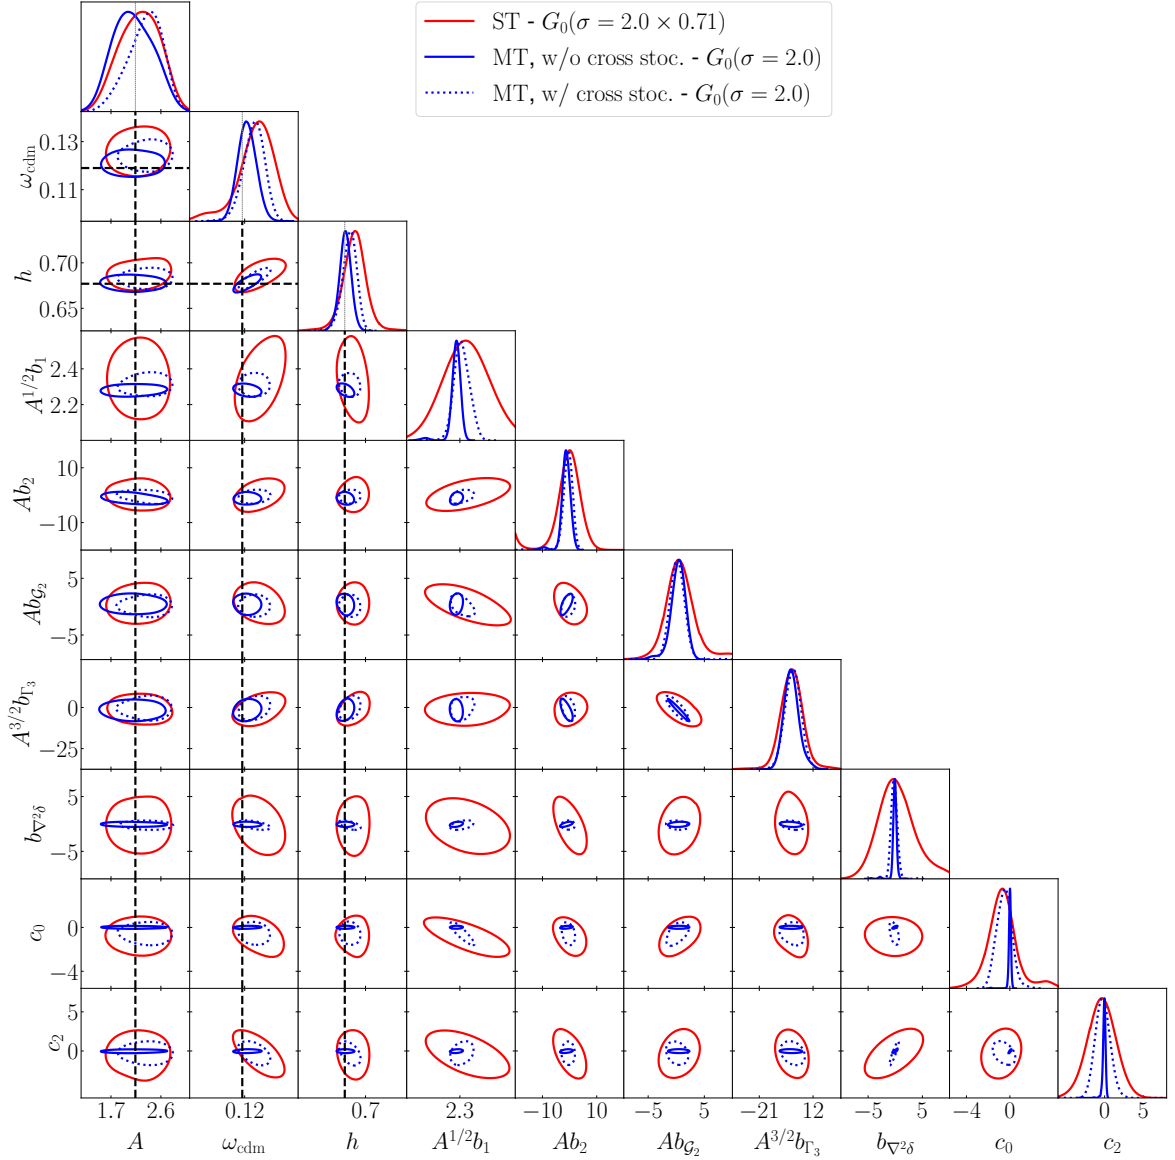 ST - G₀(σ = 2.0 × 0.71)
MT, w/o cross stoc. - G₀(σ = 2.0)
MT, w/ cross stoc. - G₀(σ = 2.0)
0.13
0.11
ω_cdm
0.70
0.65
h
2.4
2.2
A^{1/2}b₁
10
−10
Ab₂
5
−5
Ab_{𝒢₂}
0
−25
A^{3/2}b_{Γ₃}
5
−5
b_{∇²δ}
0
−4
c₀
5
0
c₂
1.7 2.6 0.12 0.7 2.3 −10 10 −5 5 −21 12 −5 5 −4 0 0 5
A ω_cdm h A^{1/2}b₁ Ab₂ Ab_{𝒢₂} A^{3/2}b_{Γ₃} b_{∇²δ} c₀ c₂